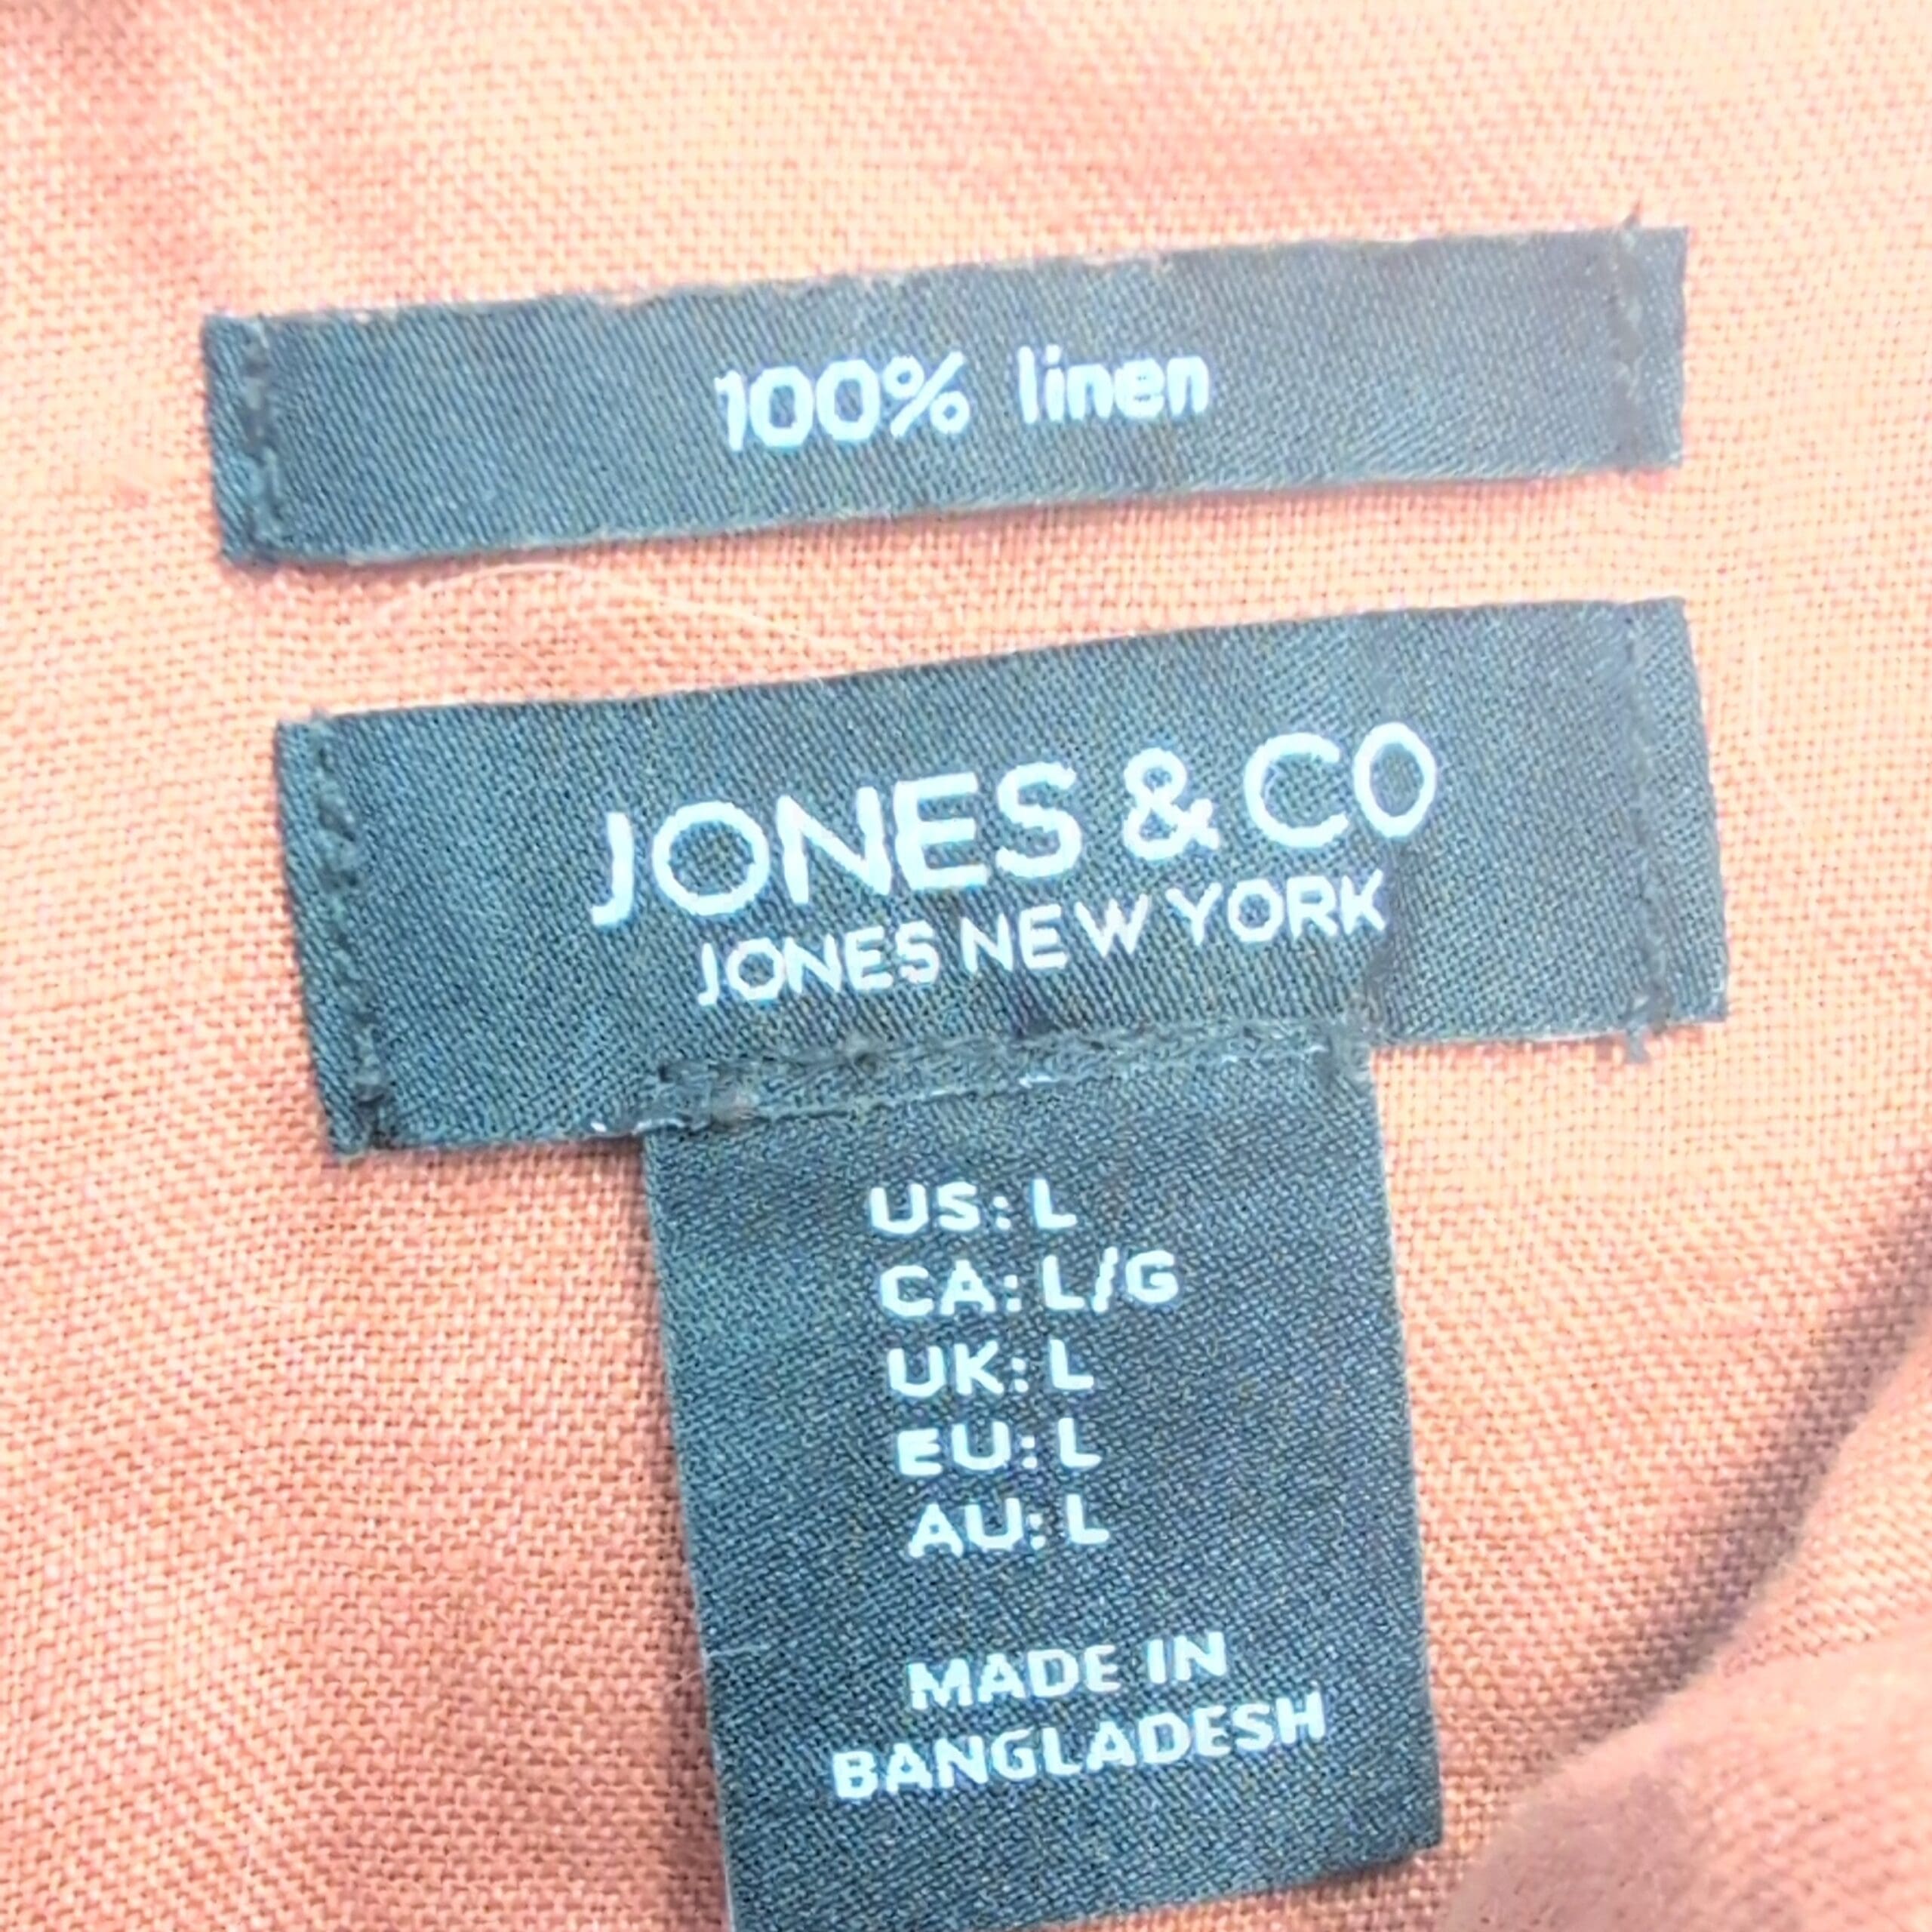 100% linen
JONES & CO
JONES NEW YORK
US: L
CA: L/G
UK: L
EU: L
AU: L
MADE IN
BANGLADESH